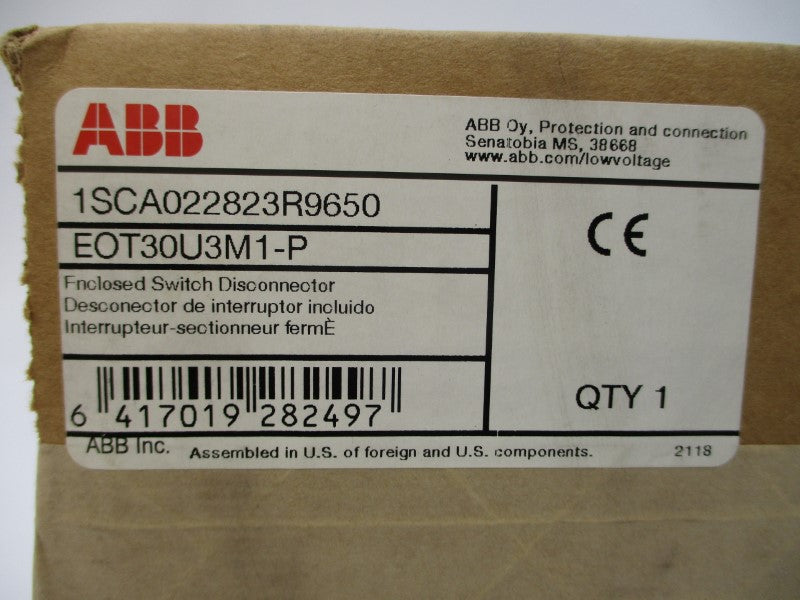 ABB
ABB Oy, Protection and connection
Senatobia MS, 38668
www.abb.com/lowvoltage
1SCA022823R9650
EOT30U3M1-P
Enclosed Switch Disconnector
Desconector de interruptor incluido
Interrupteur-sectionneur fermÈ
CE
6 417019 282497
QTY 1
ABB Inc.
Assembled in U.S. of foreign and U.S. components.
2118